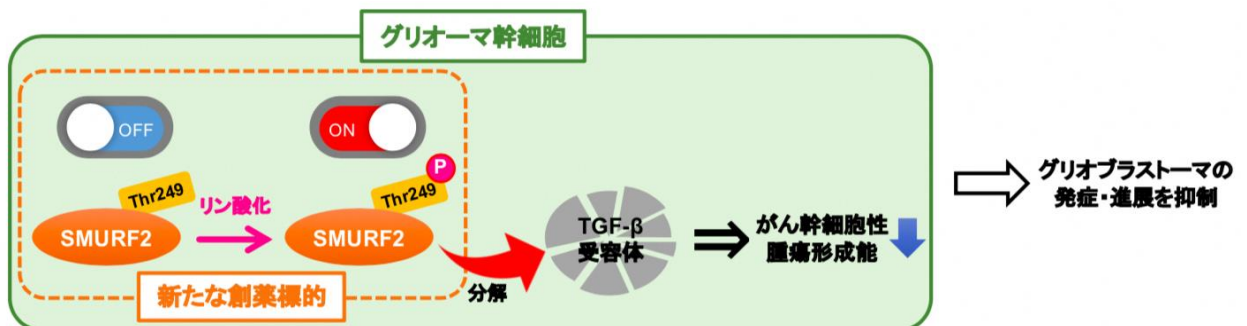 グリオーマ幹細胞
OFF
ON
P
Thr249
Thr249
リン酸化
SMURF2
SMURF2
新たな創薬標的
分解
TGF-β
受容体
がん幹細胞性
腫瘍形成能
グリオブラストーマの
発症・進展を抑制